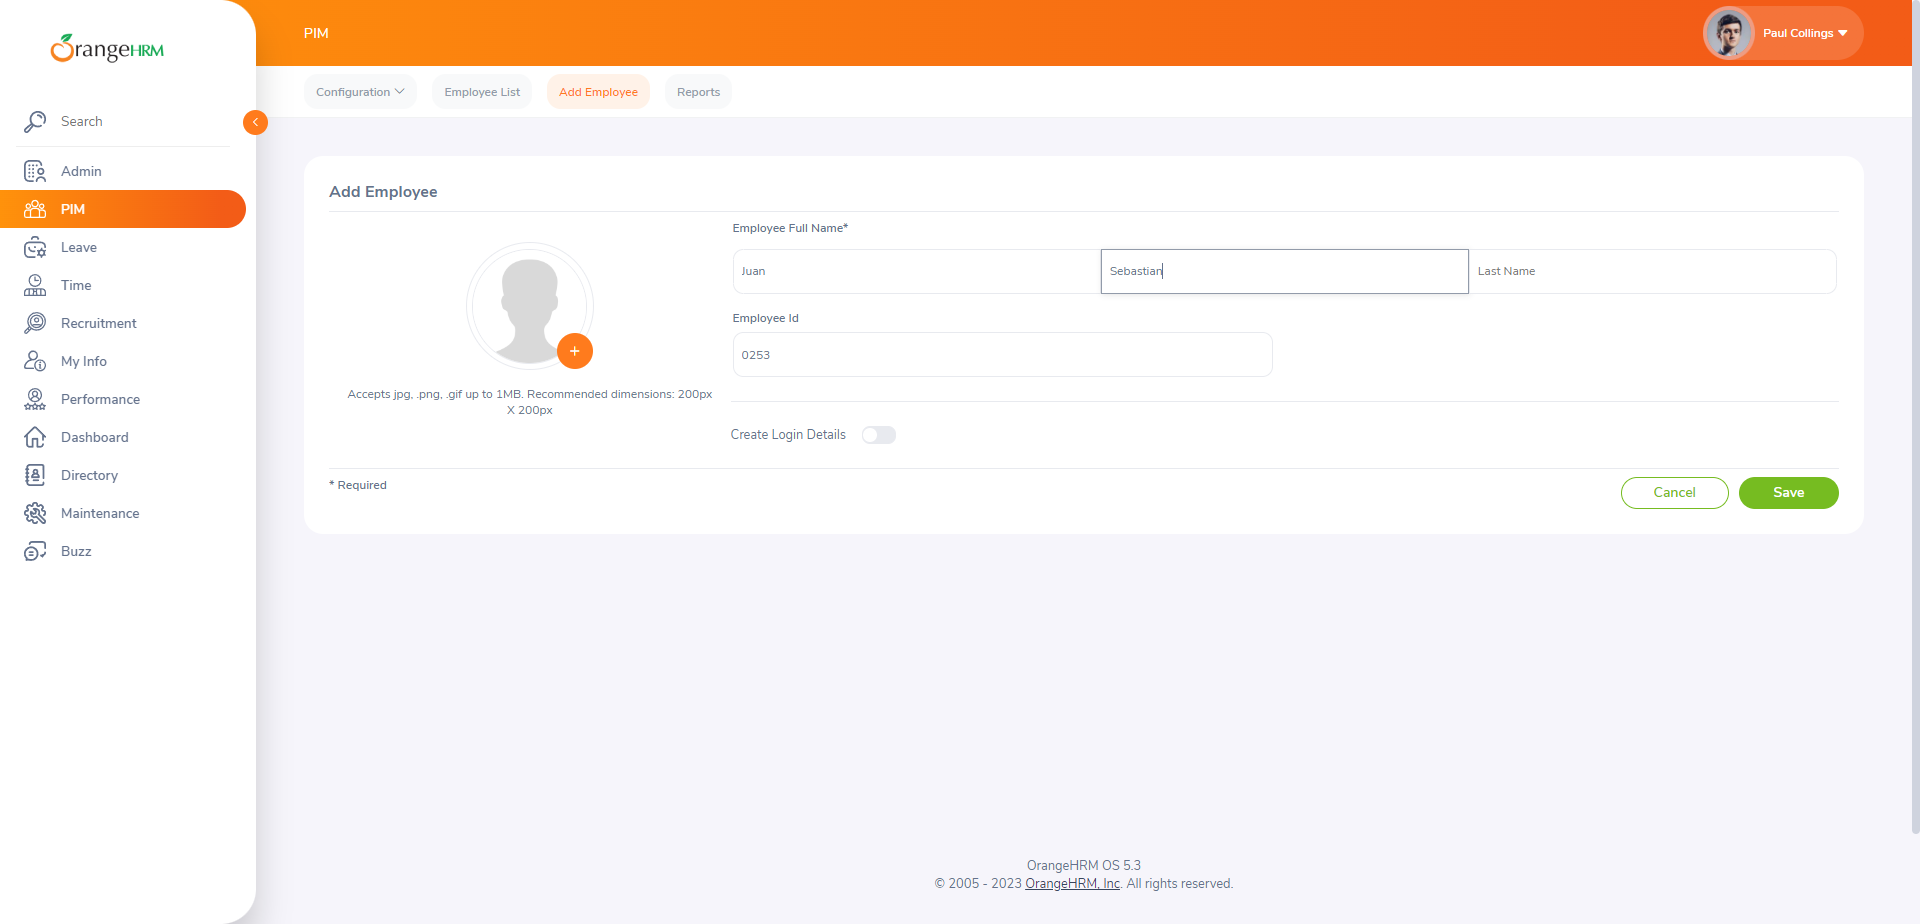 OrangeHRM
PIM
Paul Collings
Configuration
Employee List
Add Employee
Reports
Search
Admin
PIM
Leave
Time
Recruitment
My Info
Performance
Dashboard
Directory
Maintenance
Buzz
Add Employee
Employee Full Name*
Juan
Sebastian
Last Name
Employee Id
0253
Accepts jpg, .png, .gif up to 1MB. Recommended dimensions: 200px
X 200px
Create Login Details
* Required
Cancel
Save
OrangeHRM OS 5.3
© 2005 - 2023 OrangeHRM, Inc. All rights reserved.